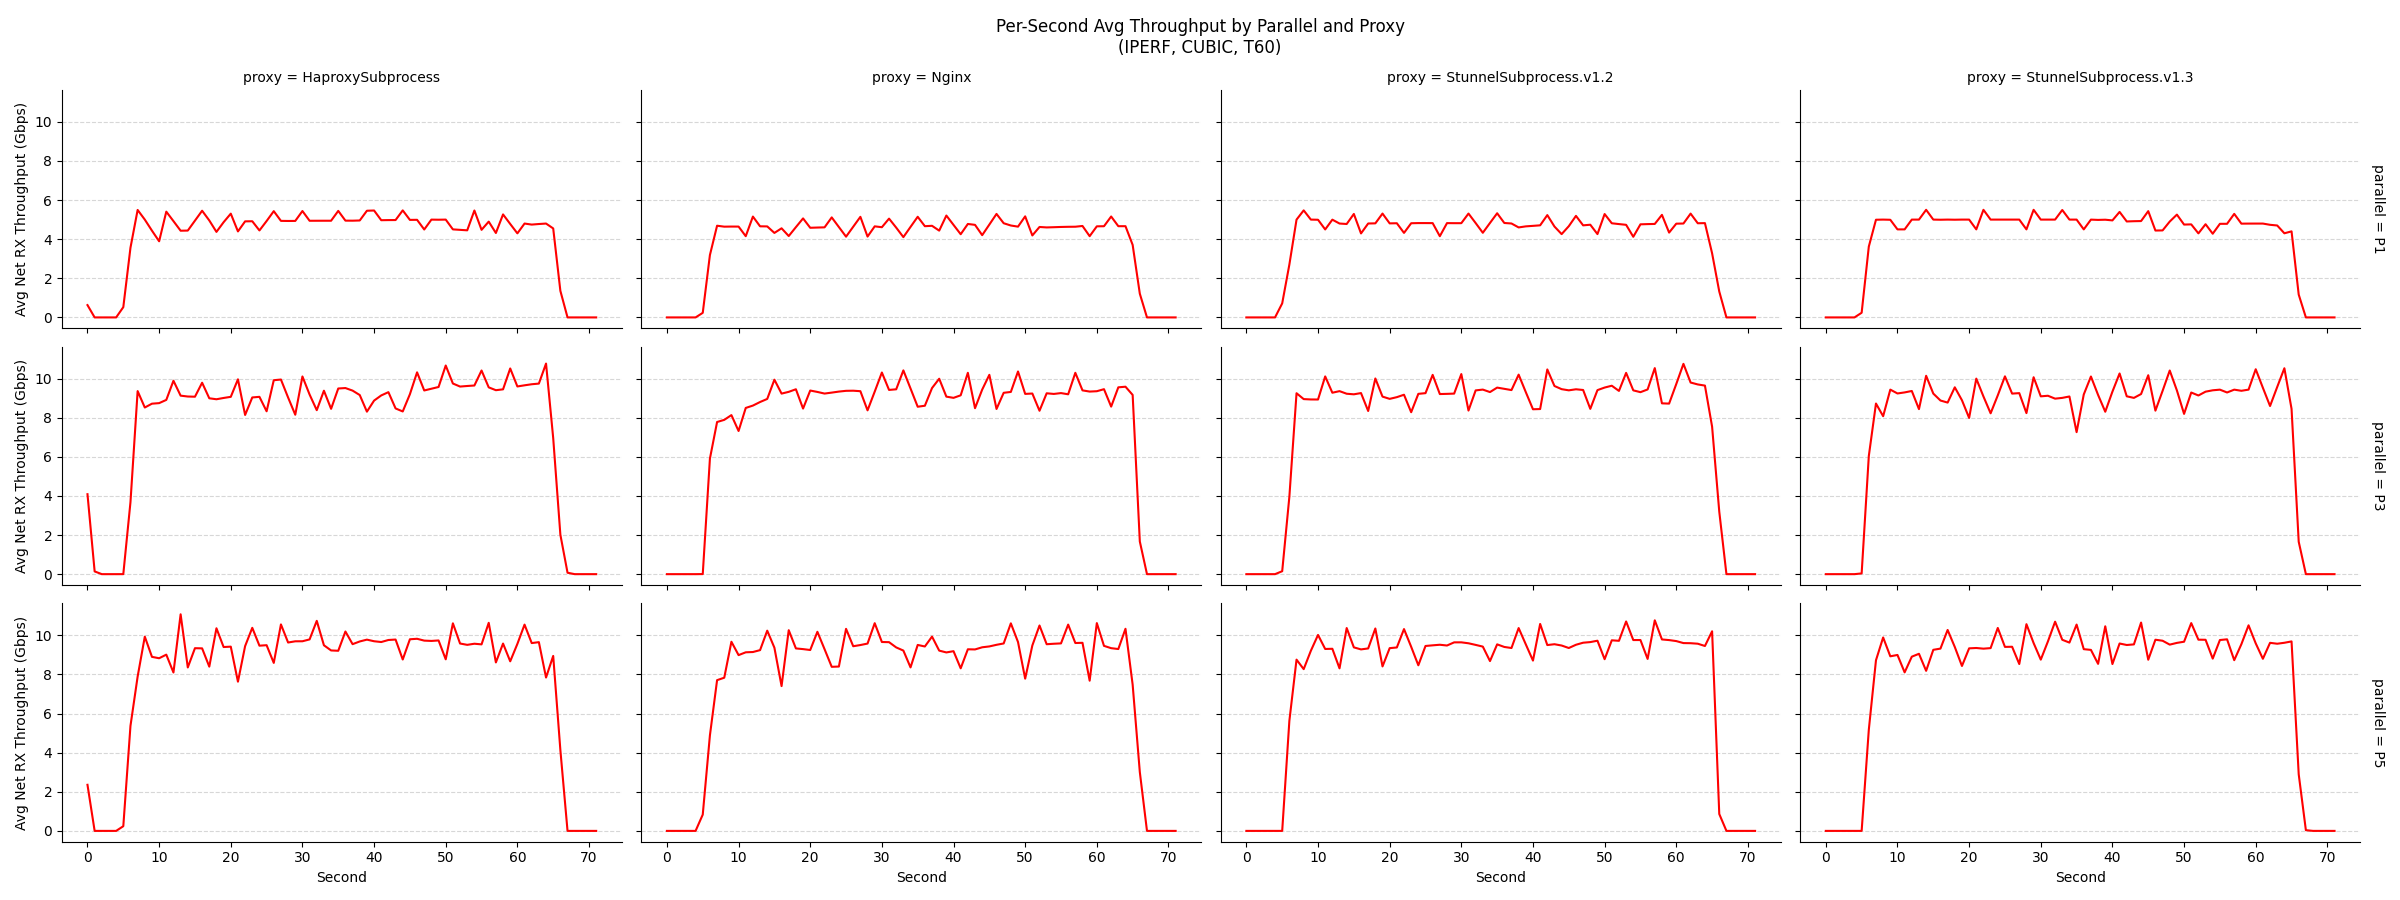 Per-Second Avg Throughput by Parallel and Proxy
(IPERF, CUBIC, T60)
proxy = HaproxySubprocess
proxy = Nginx
proxy = StunnelSubprocess.v1.2
proxy = StunnelSubprocess.v1.3
Avg Net RX Throughput (Gbps)
10
8
6
4
2
0
parallel = P1
Avg Net RX Throughput (Gbps)
10
8
6
4
2
0
parallel = P3
Avg Net RX Throughput (Gbps)
10
8
6
4
2
0
parallel = P5
0 10 20 30 40 50 60 70
0 10 20 30 40 50 60 70
0 10 20 30 40 50 60 70
0 10 20 30 40 50 60 70
Second
Second
Second
Second